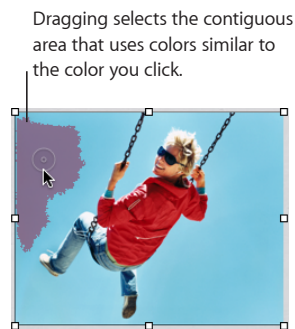 Dragging selects the contiguous
area that uses colors similar to
the color you click.